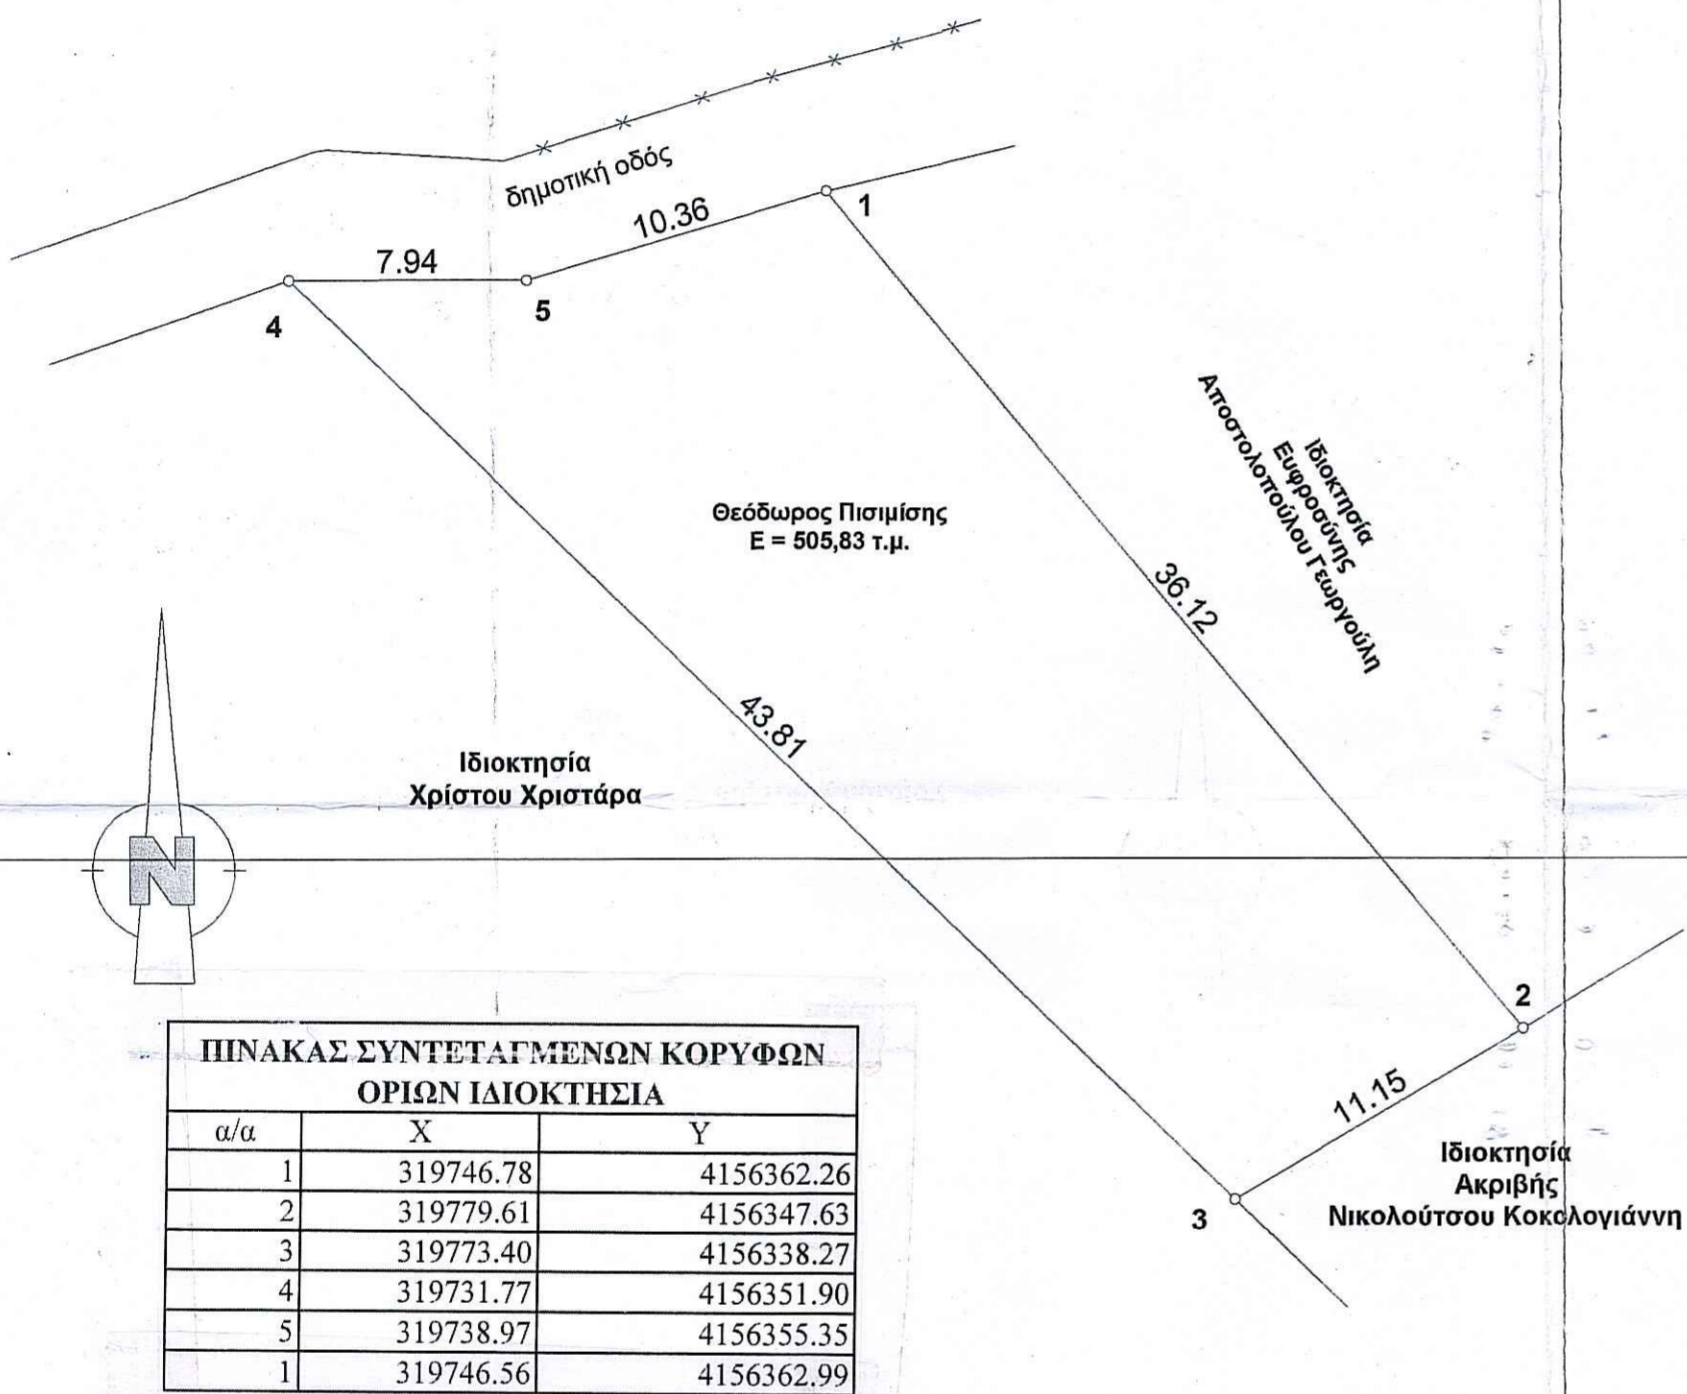 δημοτική οδός
10.36
1
7.94
5
4
Ιδιοκτησία
Ευφροσύνης
Αποστολοπούλου Γεωργούλη
Θεόδωρος Πισιμίσης
Ε = 505,83 τ.μ.
36.12
43.81
Ιδιοκτησία
Χρίστου Χριστάρα
N
2
11.15
3
Ιδιοκτησία
Ακριβής
Νικολούτσου Κοκολογιάννη
ΠΙΝΑΚΑΣ ΣΥΝΤΕΤΑΓΜΕΝΩΝ ΚΟΡΥΦΩΝ
ΟΡΙΩΝ ΙΔΙΟΚΤΗΣΙΑ
α/α X Y
1 319746.78 4156362.26
2 319779.61 4156347.63
3 319773.40 4156338.27
4 319731.77 4156351.90
5 319738.97 4156355.35
1 319746.56 4156362.99